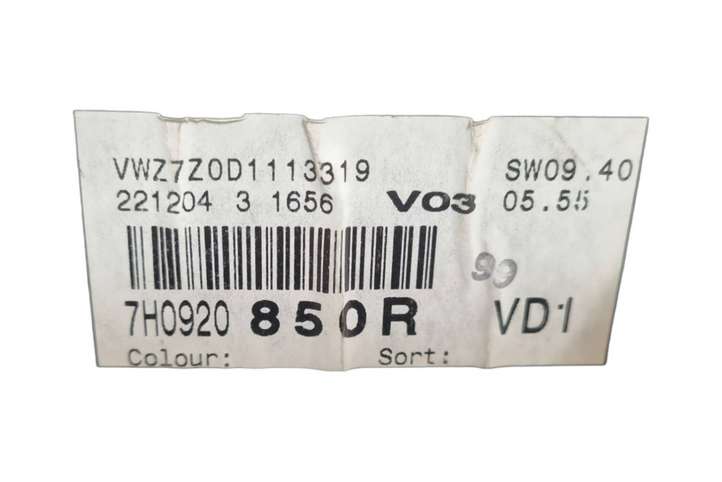 VWZ7Z0D1113319 SW09.40
221204 3 1656 V03 05.55
99
7H0920 850R VD1
Colour: Sort: